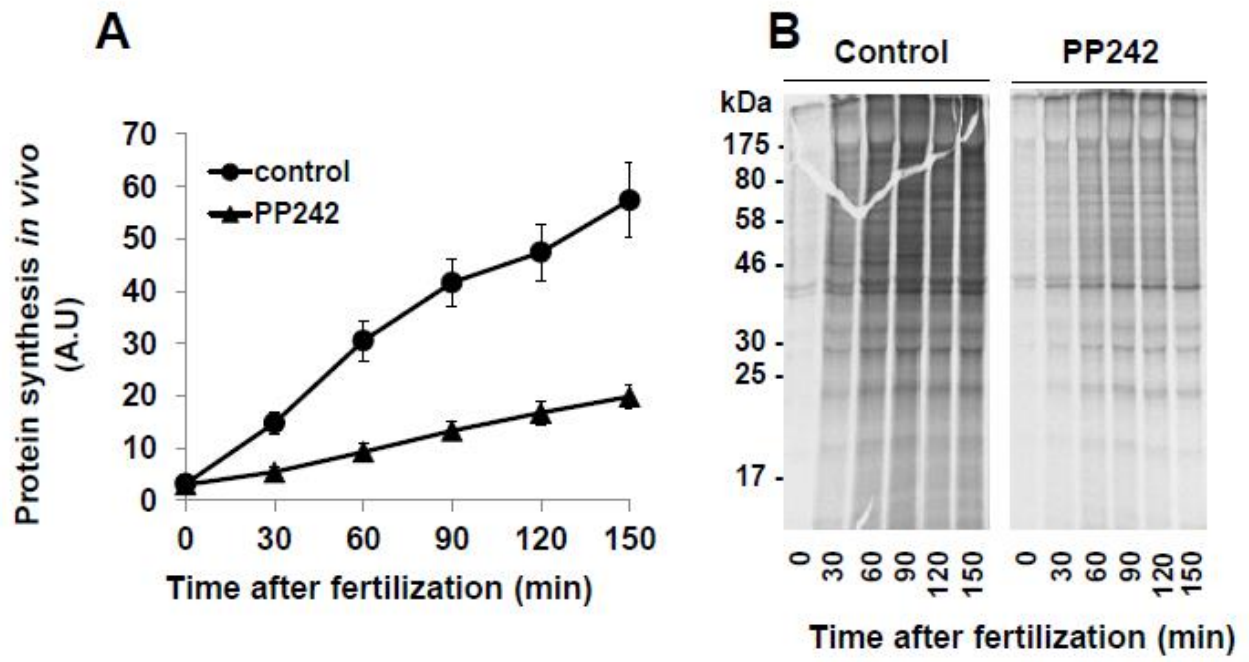 A
Protein synthesis in vivo
(A.U)
70
60
50
40
30
20
10
0
control
PP242
0 30 60 90 120 150
Time after fertilization (min)
B
Control PP242
kDa
175 -
80 -
58 -
46 -
30 -
25 -
17 -
0 30 60 90 120 150 0 30 60 90 120 150
Time after fertilization (min)